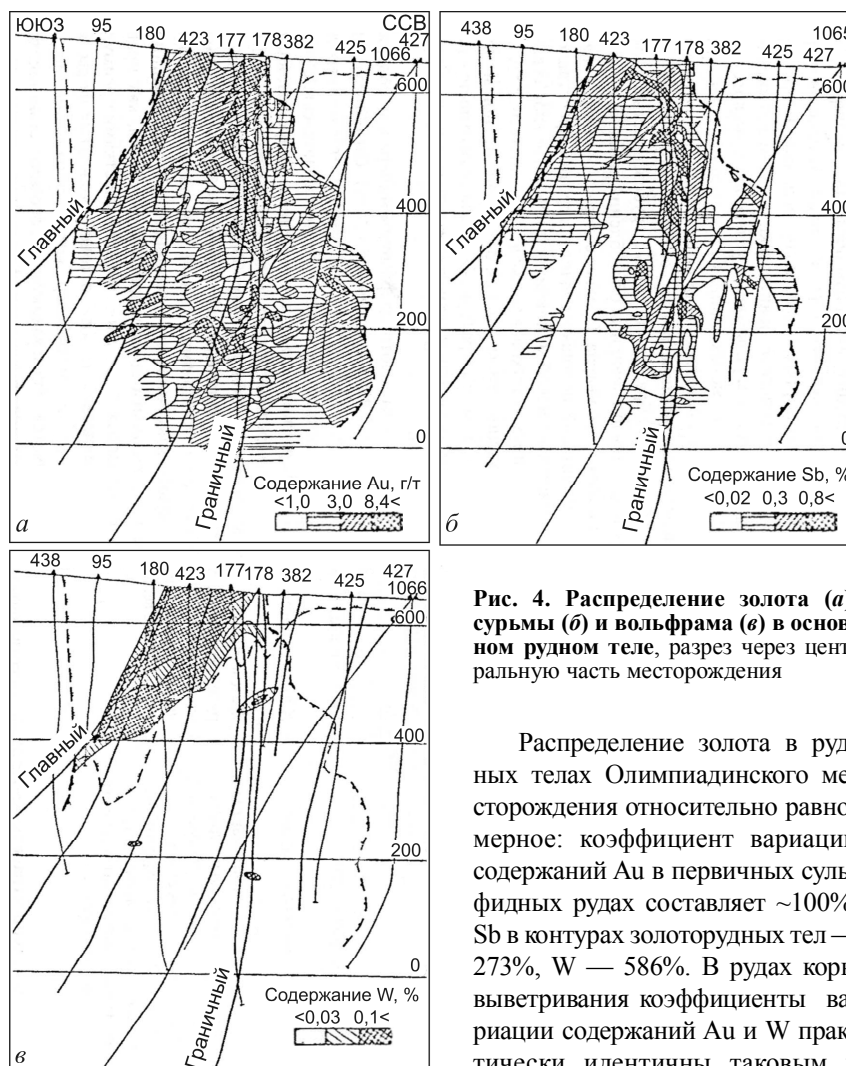 ЮЮЗ ССВ
95 180 423 177 178 382 425 1066 427
600
400
200
0
Главный
Граничный
Содержание Au, г/т
<1,0 3,0 8,4<
а
438 95 180 423 177 178 382 425 427 1065
600
400
200
Главный
Граничный
Содержание Sb, %
<0,02 0,3 0,8<
б
438 95 180 423 177 178 382 425 427 1066
600
400
200
0
Главный
Граничный
Содержание W, %
<0,03 0,1<
в
Рис. 4. Распределение золота (а)
сурьмы (б) и вольфрама (в) в основ
ном рудном теле, разрез через цент
ральную часть месторождения
Распределение золота в руд
ных телах Олимпиадинского ме
сторождения относительно равно
мерное: коэффициент вариации
содержаний Au в первичных суль
фидных рудах составляет ~100%
Sb в контурах золоторудных тел —
273%, W — 586%. В рудах коры
выветривания коэффициенты ва
риации содержаний Au и W прак
тически идентичны таковым